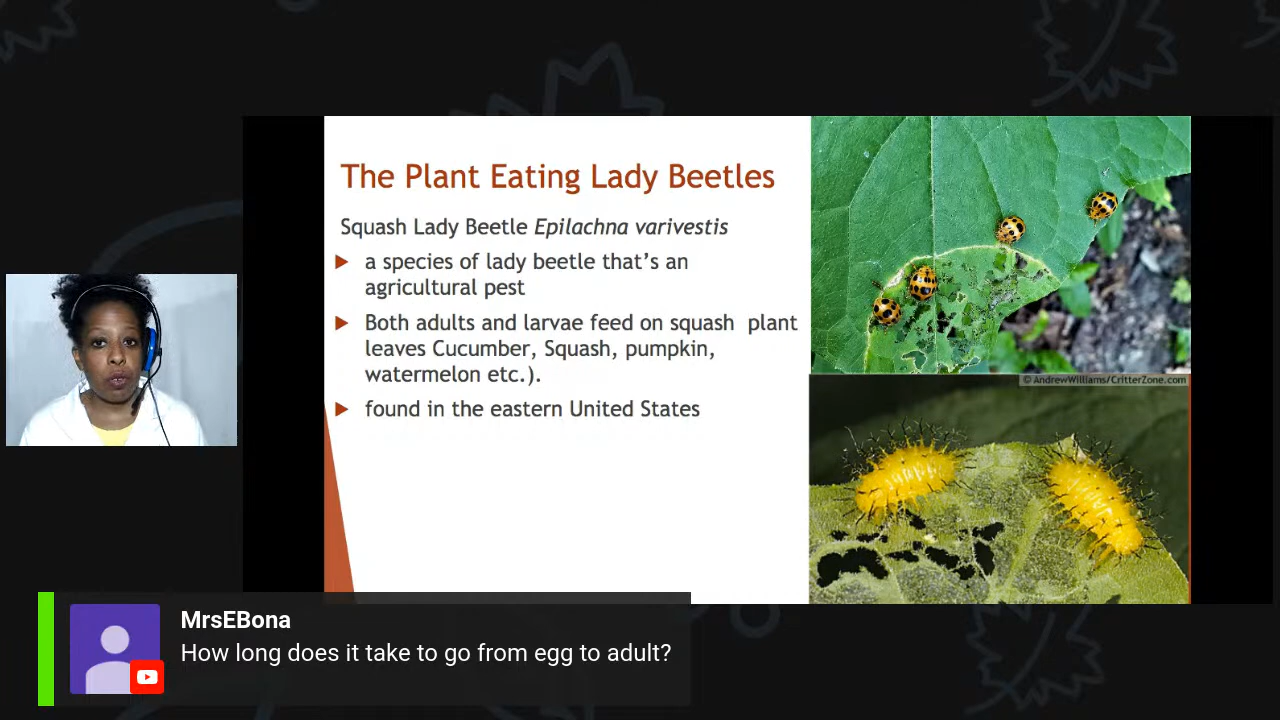 The Plant Eating Lady Beetles
Squash Lady Beetle Epilachna varivestis
a species of lady beetle that's an
agricultural pest
Both adults and larvae feed on squash plant
leaves Cucumber, Squash, pumpkin,
watermelon etc.).
found in the eastern United States
© AndrewWilliams/CritterZone.com
MrsEBona
How long does it take to go from egg to adult?